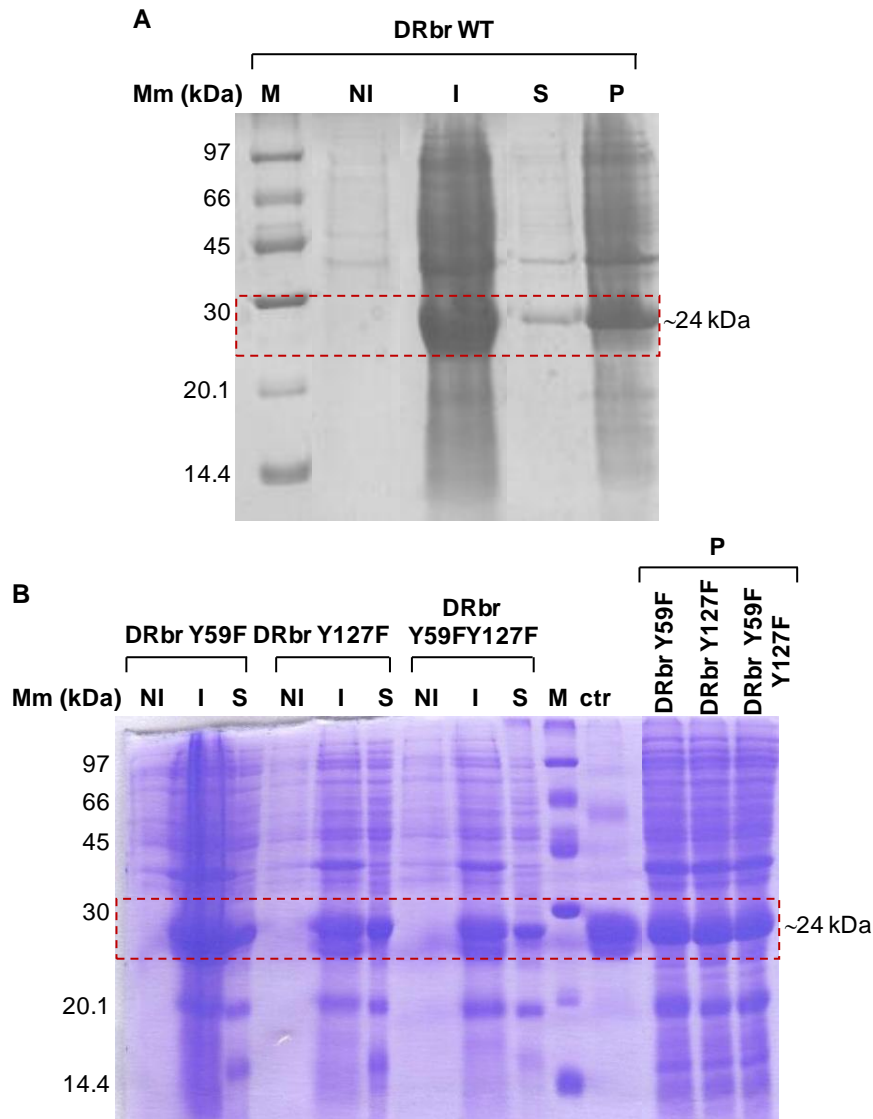 A
DRbr WT
Mm (kDa) M NI I S P
97
66
45
30
~24 kDa
20.1
14.4
P
B
DRbr Y59F DRbr Y127F DRbr Y59FY127F
DRbr Y59F
DRbr Y127F
DRbr Y59F Y127F
Mm (kDa) NI I S NI I S NI I S M ctr
97
66
45
30
~24 kDa
20.1
14.4